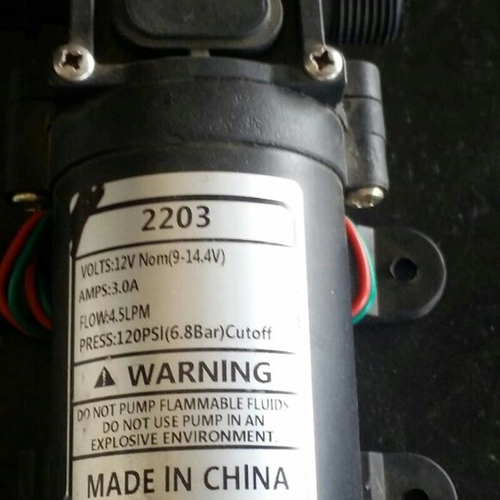 2203
VOLTS:12V Nom(9-14.4V)
AMPS:3.0A
FLOW:4.5LPM
PRESS:120PSI(6.8Bar)Cutoff
WARNING
DO NOT PUMP FLAMMABLE FLUIDS
DO NOT USE PUMP IN AN
EXPLOSIVE ENVIRONMENT.
MADE IN CHINA